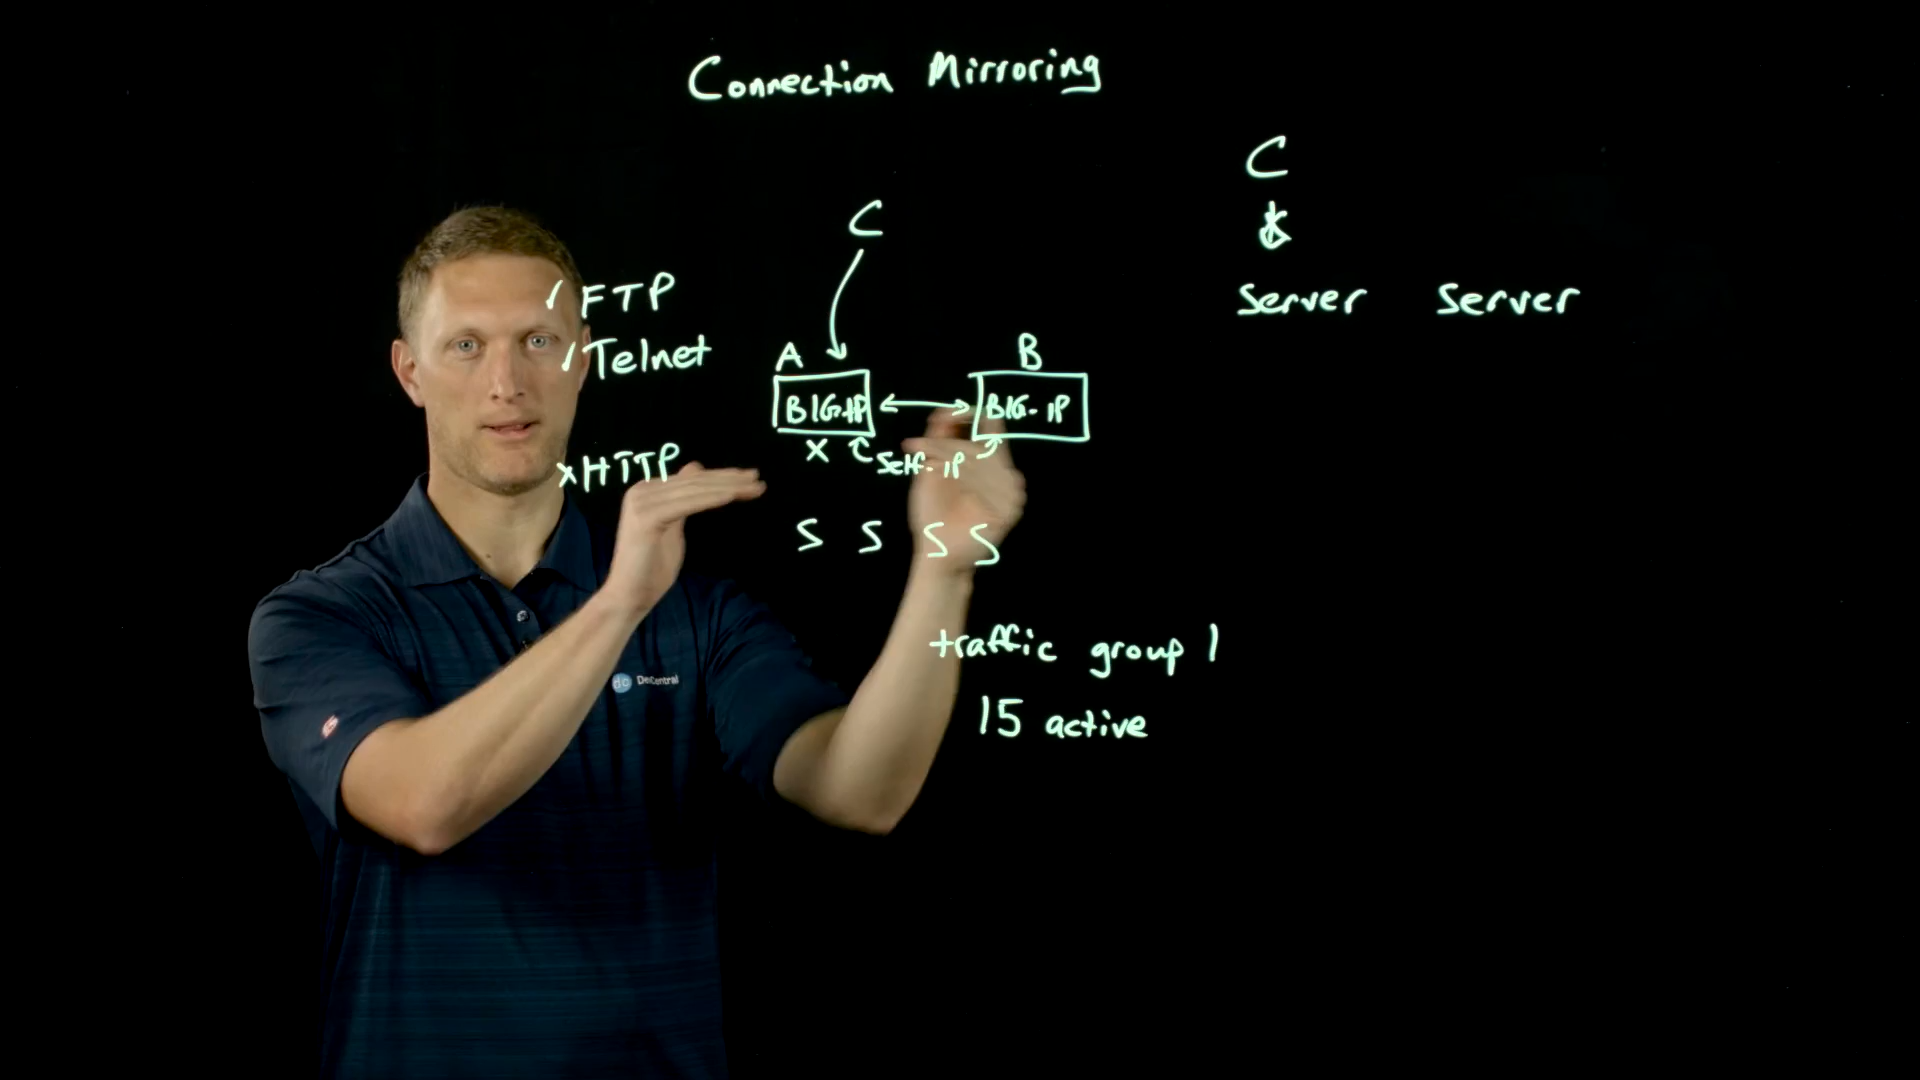 Connection Mirroring
C
C
✓ FTP
Server Server
✓ Telnet
A
B
BIG-IP
BIG-IP
X
Self-IP
X HTTP
S S S S
traffic group 1
dc DevCentral
15 active